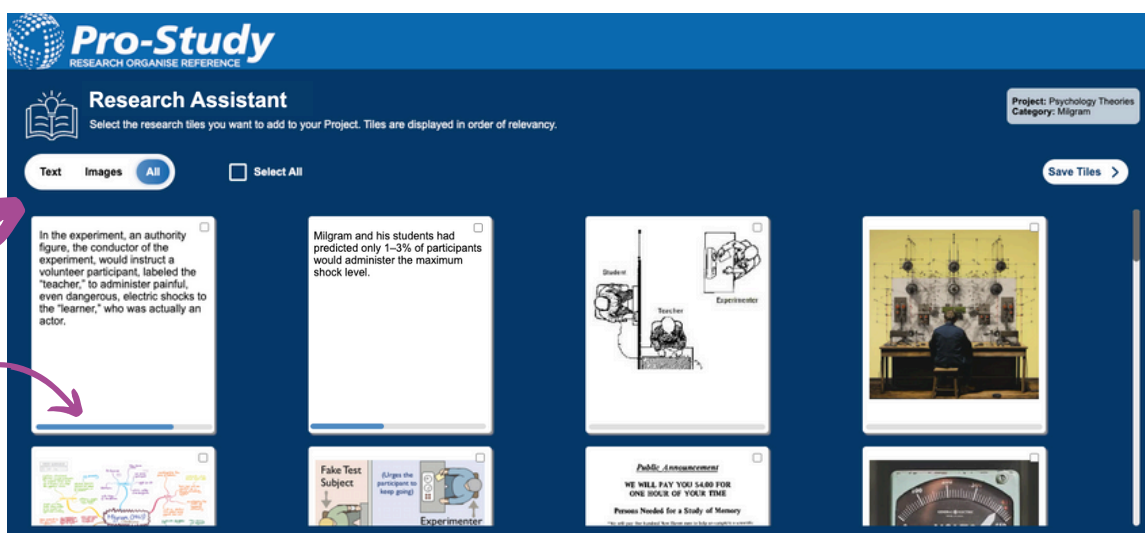 Pro-Study
RESEARCH ORGANISE REFERENCE
Research Assistant
Select the research tiles you want to add to your Project. Tiles are displayed in order of relevancy.
Project: Psychology Theories
Category: Milgram
Text Images All
Select All
Save Tiles
In the experiment, an authority
figure, the conductor of the
experiment, would instruct a
volunteer participant, labeled the
"teacher," to administer painful,
even dangerous, electric shocks to
the "learner," who was actually an
actor.
Milgram and his students had
predicted only 1–3% of participants
would administer the maximum
shock level.
Student
Teacher
Experimenter
Fake Test
Subject
(Urges the
participant to
keep going)
Experimenter
Public Announcement
WE WILL PAY YOU $4.00 FOR
ONE HOUR OF YOUR TIME
Persons Needed for a Study of Memory